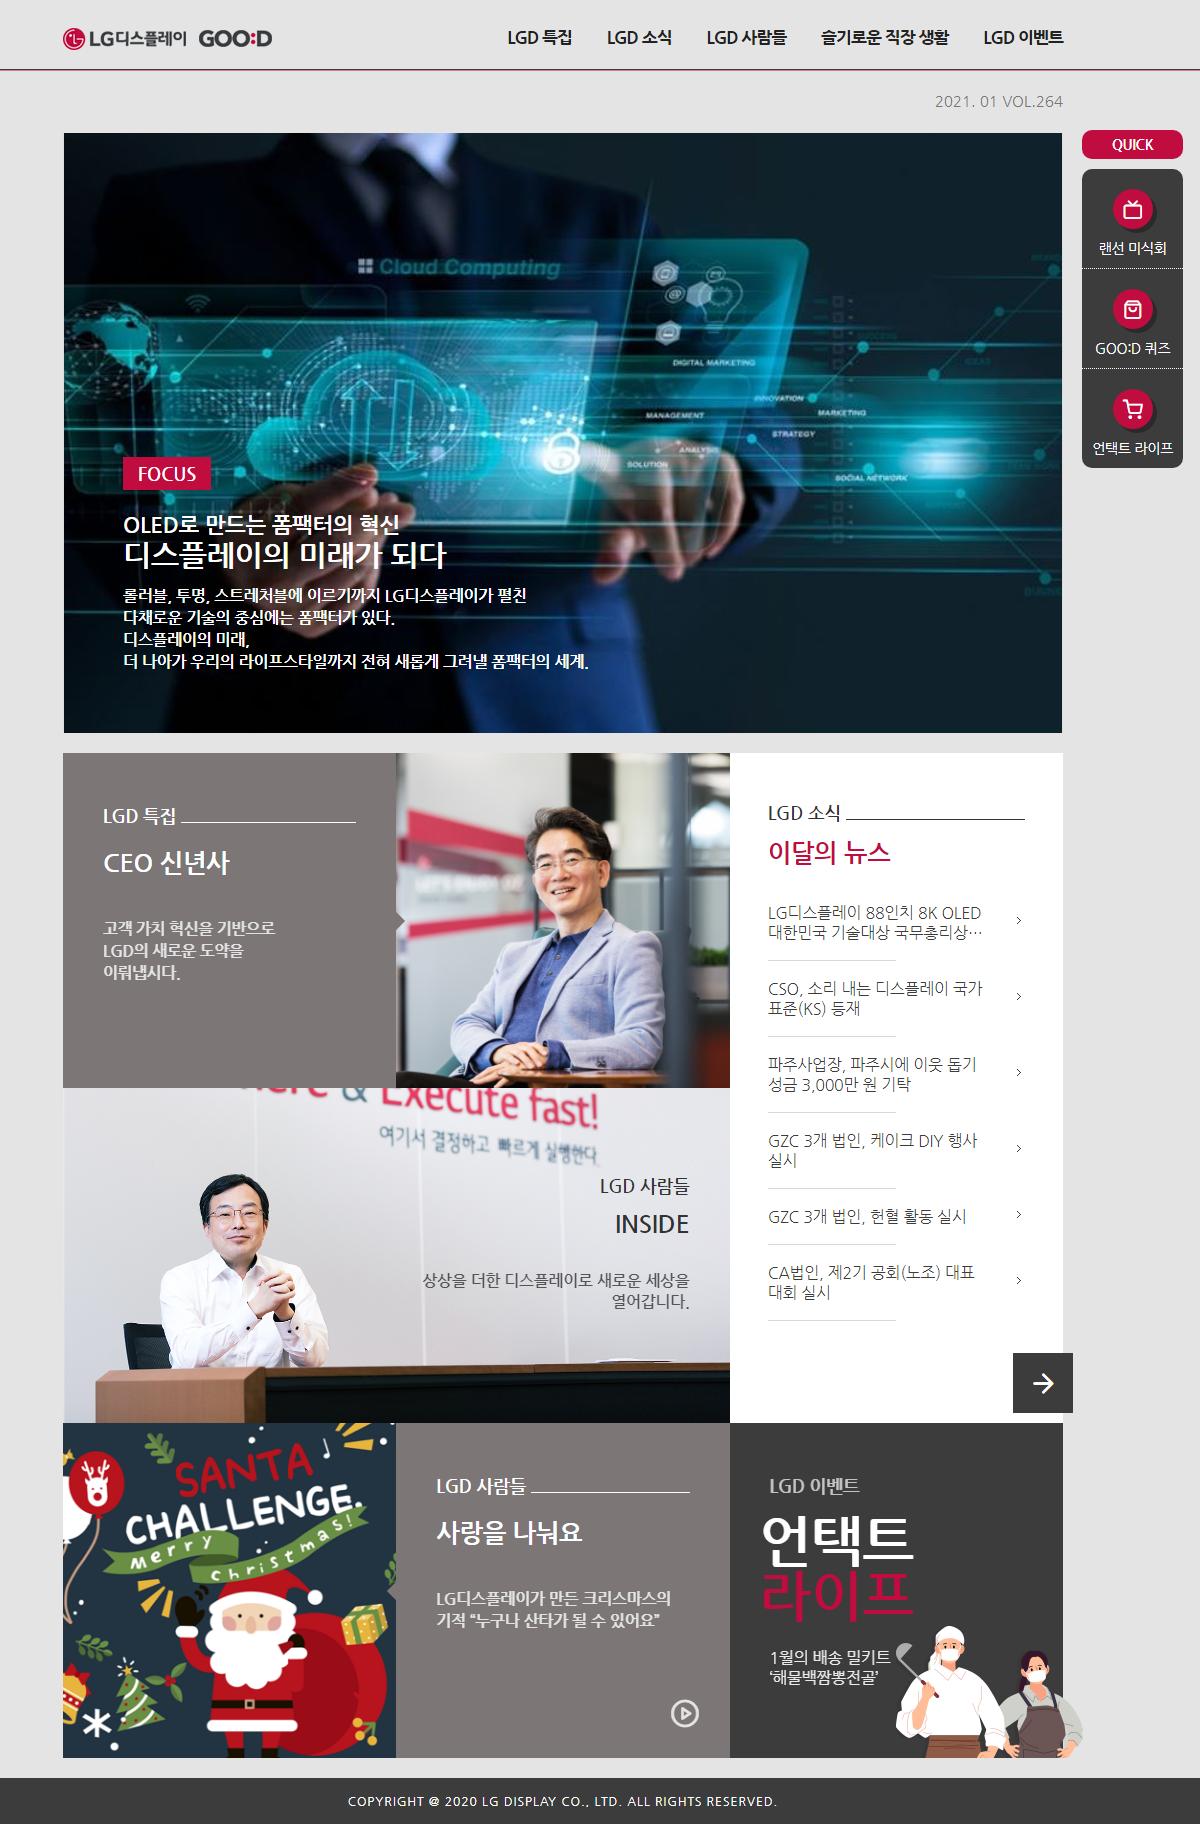 LG디스플레이 GOO:D
LGD 특집 LGD 소식 LGD 사람들 슬기로운 직장 생활 LGD 이벤트
2021. 01 VOL.264
QUICK
랜선 미식회
GOO:D 퀴즈
언택트 라이프
Cloud Computing
DIGITAL MARKETING
INNOVATION
MANAGEMENT
MARKETING
STRATEGY
ANALYSIS
SOLUTION
SOCIAL NETWORK
FOCUS
OLED로 만드는 폼팩터의 혁신
디스플레이의 미래가 되다
롤러블, 투명, 스트레처블에 이르기까지 LG디스플레이가 펼친
다채로운 기술의 중심에는 폼팩터가 있다.
디스플레이의 미래,
더 나아가 우리의 라이프스타일까지 전혀 새롭게 그려낼 폼팩터의 세계.
LGD 특집
CEO 신년사
고객 가치 혁신을 기반으로
LGD의 새로운 도약을
이뤄냅시다.
LGD 소식
이달의 뉴스
LG디스플레이 88인치 8K OLED
대한민국 기술대상 국무총리상…
CSO, 소리 내는 디스플레이 국가
표준(KS) 등재
파주사업장, 파주시에 이웃 돕기
성금 3,000만 원 기탁
GZC 3개 법인, 케이크 DIY 행사
실시
GZC 3개 법인, 헌혈 활동 실시
CA법인, 제2기 공회(노조) 대표
대회 실시
& Execute fast!
여기서 결정하고 빠르게 실행한다.
LGD 사람들
INSIDE
상상을 더한 디스플레이로 새로운 세상을
열어갑니다.
SANTA
CHALLENGE.
Merry
Christmas!
LGD 사람들
사랑을 나눠요
LG디스플레이가 만든 크리스마스의
기적 “누구나 산타가 될 수 있어요”
LGD 이벤트
언택트
라이프
1월의 배송 밀키트
‘해물백짬뽕전골’
COPYRIGHT @ 2020 LG DISPLAY CO., LTD. ALL RIGHTS RESERVED.